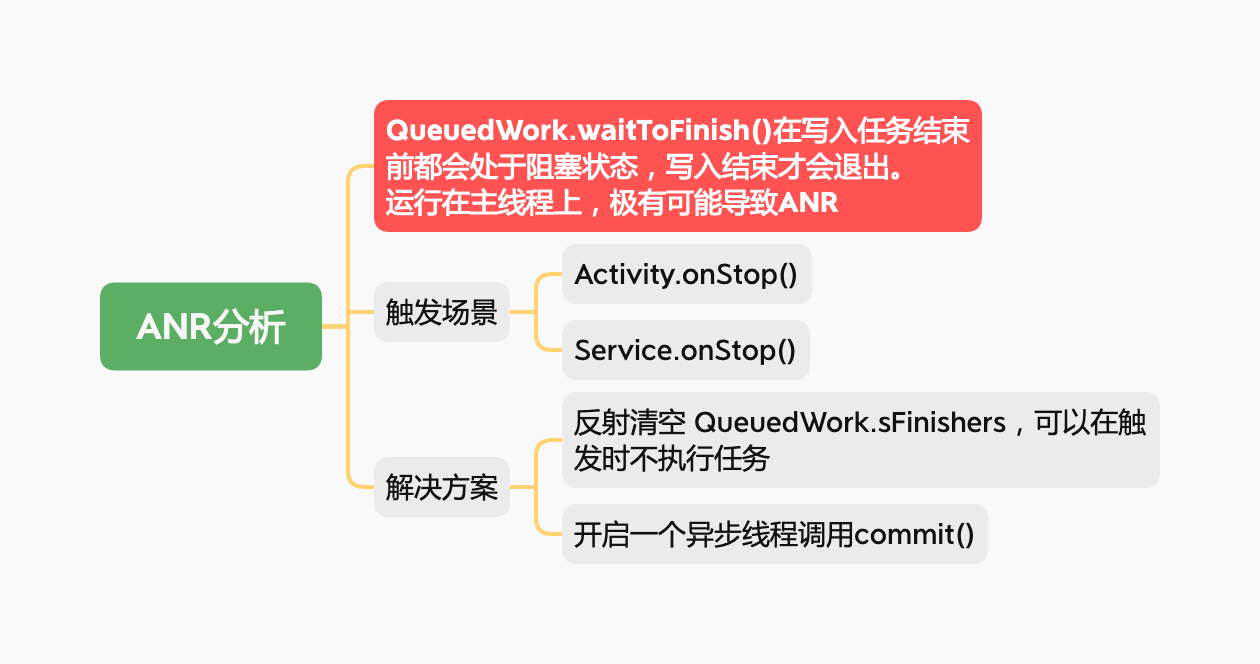 QueuedWork.waitToFinish()在写入任务结束
前都会处于阻塞状态，写入结束才会退出。
运行在主线程上，极有可能导致ANR
ANR分析
触发场景
Activity.onStop()
Service.onStop()
解决方案
反射清空 QueuedWork.sFinishers，可以在触
发时不执行任务
开启一个异步线程调用commit()